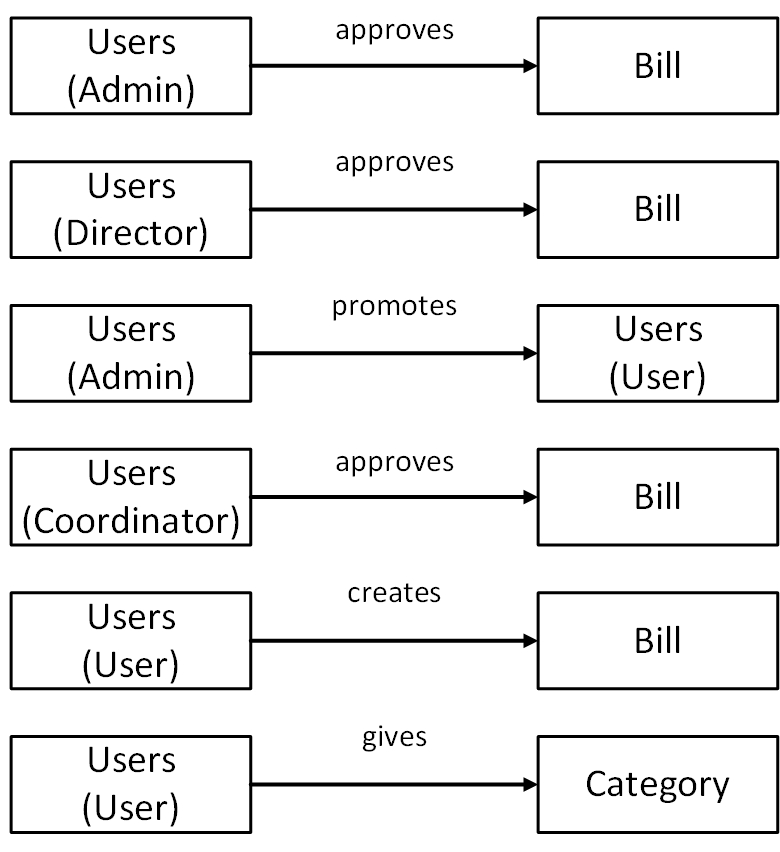 Users
(Admin)
approves
Bill
Users
(Director)
approves
Bill
Users
(Admin)
promotes
Users
(User)
Users
(Coordinator)
approves
Bill
Users
(User)
creates
Bill
Users
(User)
gives
Category